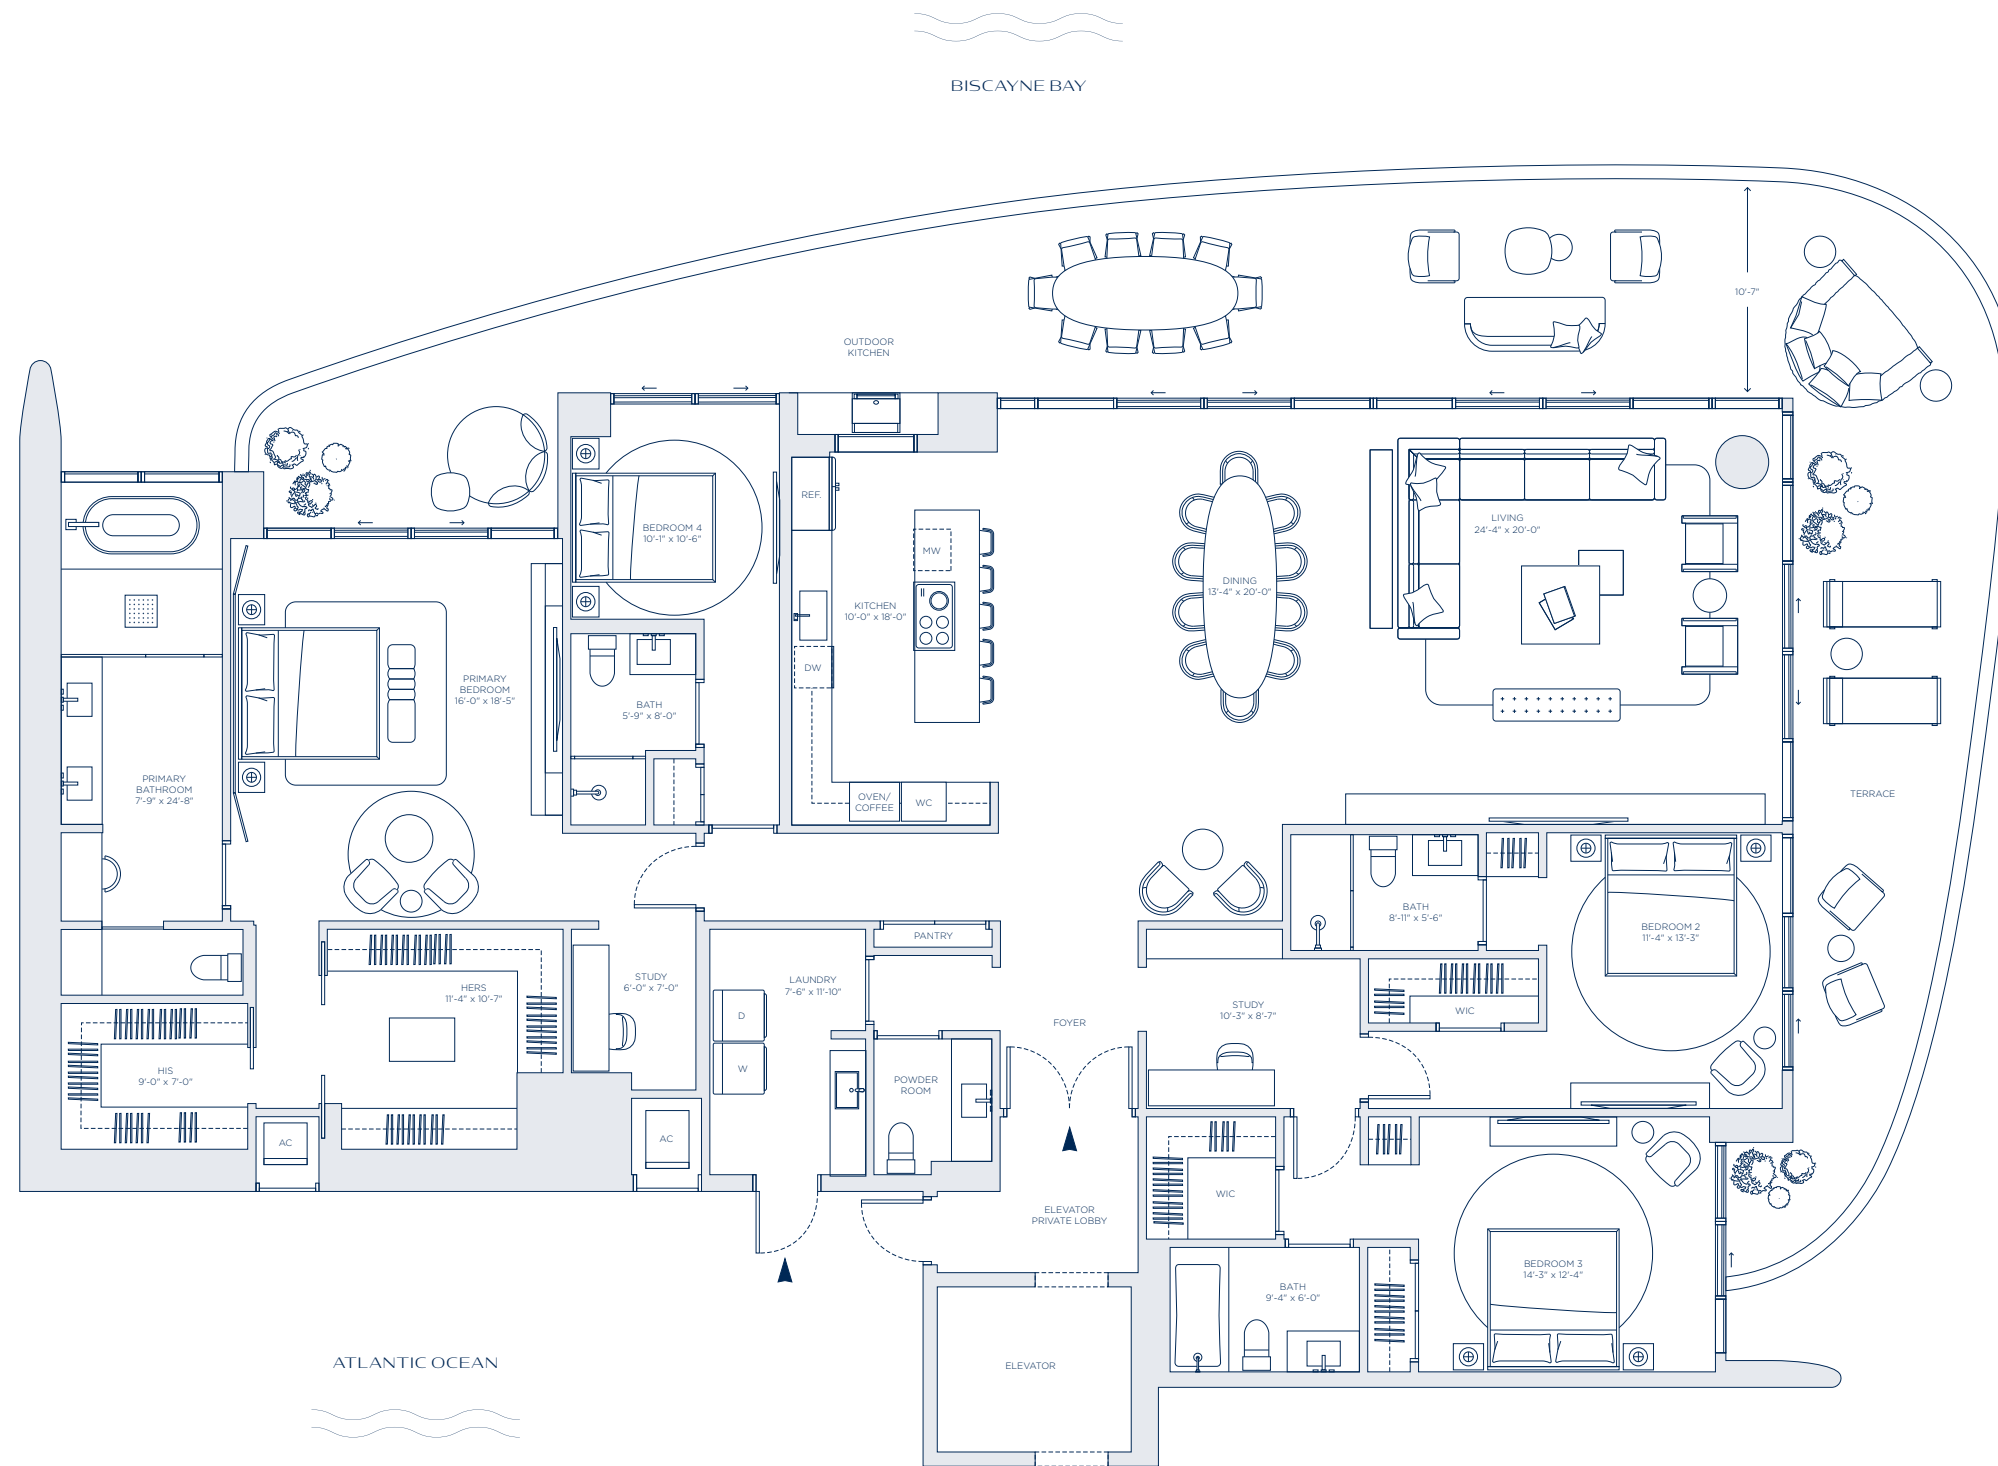 BISCAYNE BAY
10'-7"
OUTDOOR
KITCHEN
REF.
BEDROOM 4
10'-1" x 10'-6"
MW
LIVING
24'-4" x 20'-0"
DINING
13'-4" x 20'-0"
KITCHEN
10'-0" x 18'-0"
DW
PRIMARY
BEDROOM
16'-0" x 18'-5"
BATH
5'-9" x 8'-0"
PRIMARY
BATHROOM
7'-9" x 24'-8"
OVEN/
COFFEE
WC
TERRACE
BATH
8'-11" x 5'-6"
BEDROOM 2
11'-4" x 13'-3"
PANTRY
HERS
11'-4" x 10'-7"
STUDY
6'-0" x 7'-0"
LAUNDRY
7'-6" x 11'-10"
D
W
FOYER
STUDY
10'-3" x 8'-7"
WIC
HIS
9'-0" x 7'-0"
POWDER
ROOM
AC
AC
WIC
ELEVATOR
PRIVATE LOBBY
BEDROOM 3
14'-3" x 12'-4"
BATH
9'-4" x 6'-0"
ELEVATOR
ATLANTIC OCEAN